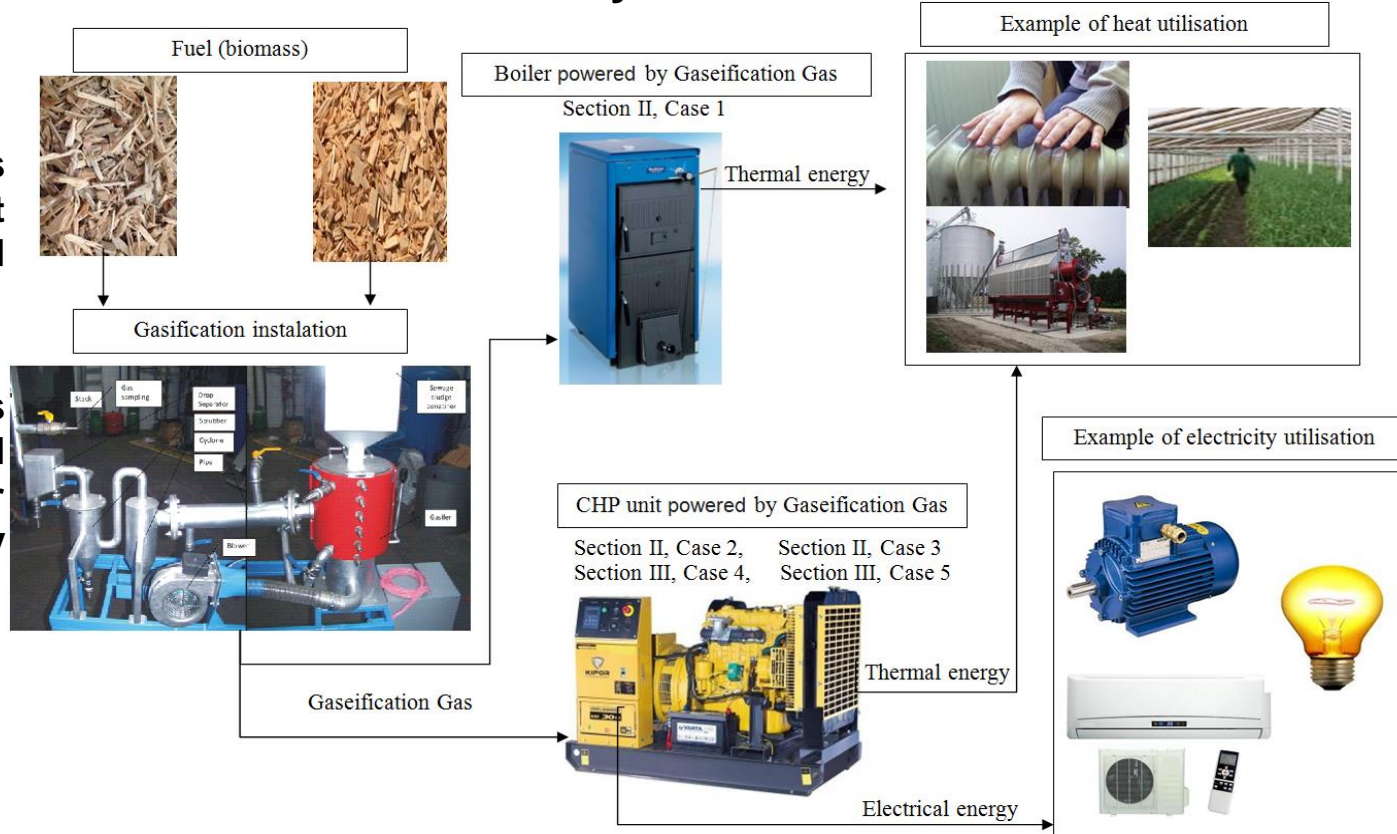 Fuel (biomass)
Example of heat utilisation
Boiler powered by Gaseification Gas
Section II, Case 1
Thermal energy
Gasification instalation
Stack
Gas
sampling
Drop
Separator
Scrubber
Cyclone
Pipe
Blower
Sewage
sludge
Gasifer
Example of electricity utilisation
CHP unit powered by Gaseification Gas
Section II, Case 2, Section II, Case 3
Section III, Case 4, Section III, Case 5
KIPOR
Thermal energy
Gaseification Gas
Electrical energy